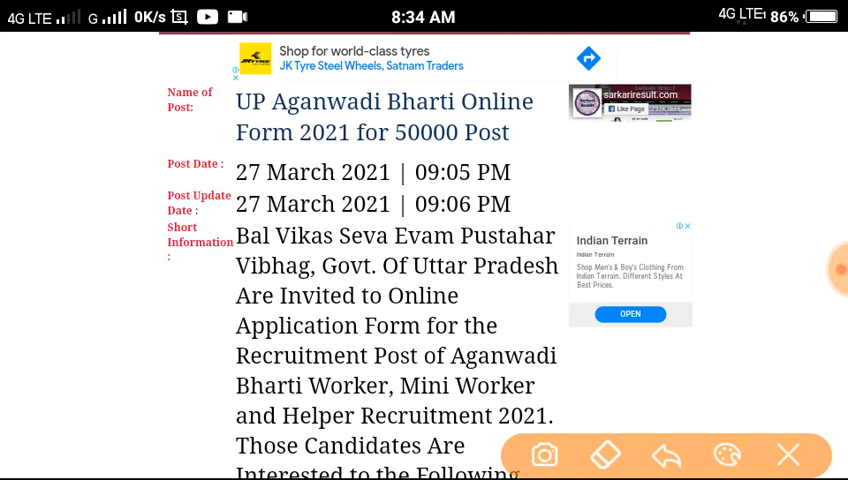 4G LTE G 0K/s 8:34 AM 4G LTE 86%
Shop for world-class tyres
JK Tyre Steel Wheels, Satnam Traders
Name of
Post:
UP Aganwadi Bharti Online
Form 2021 for 50000 Post
sarkariresult.com
Like Page
Post Date :
27 March 2021 | 09:05 PM
Post Update
Date :
27 March 2021 | 09:06 PM
Short
Information
:
Bal Vikas Seva Evam Pustahar
Vibhag, Govt. Of Uttar Pradesh
Are Invited to Online
Application Form for the
Recruitment Post of Aganwadi
Bharti Worker, Mini Worker
and Helper Recruitment 2021.
Those Candidates Are
Interested to the Following
Indian Terrain
Indian Terrain
Shop Men's & Boy's Clothing From
Indian Terrain. Different Styles At
Best Prices.
OPEN